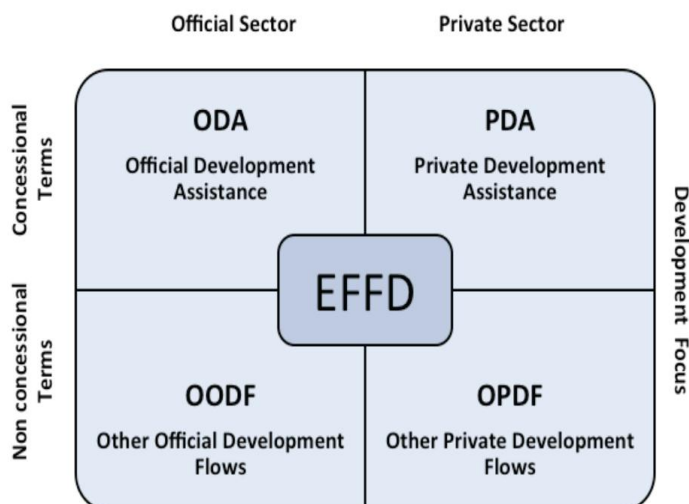 Official Sector
Private Sector
Concessional
Terms
ODA
Official Development
Assistance
PDA
Private Development
Assistance
EFFD
Development Focus
Non concessional
Terms
OODF
Other Official Development
Flows
OPDF
Other Private Development
Flows